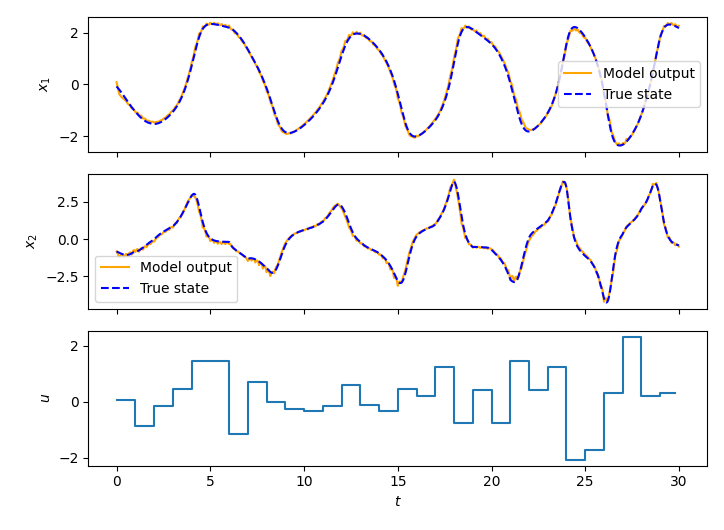 2
0
−2
x₁
Model output
True state
2.5
0.0
−2.5
x₂
Model output
True state
2
0
−2
u
0 5 10 15 20 25 30
t